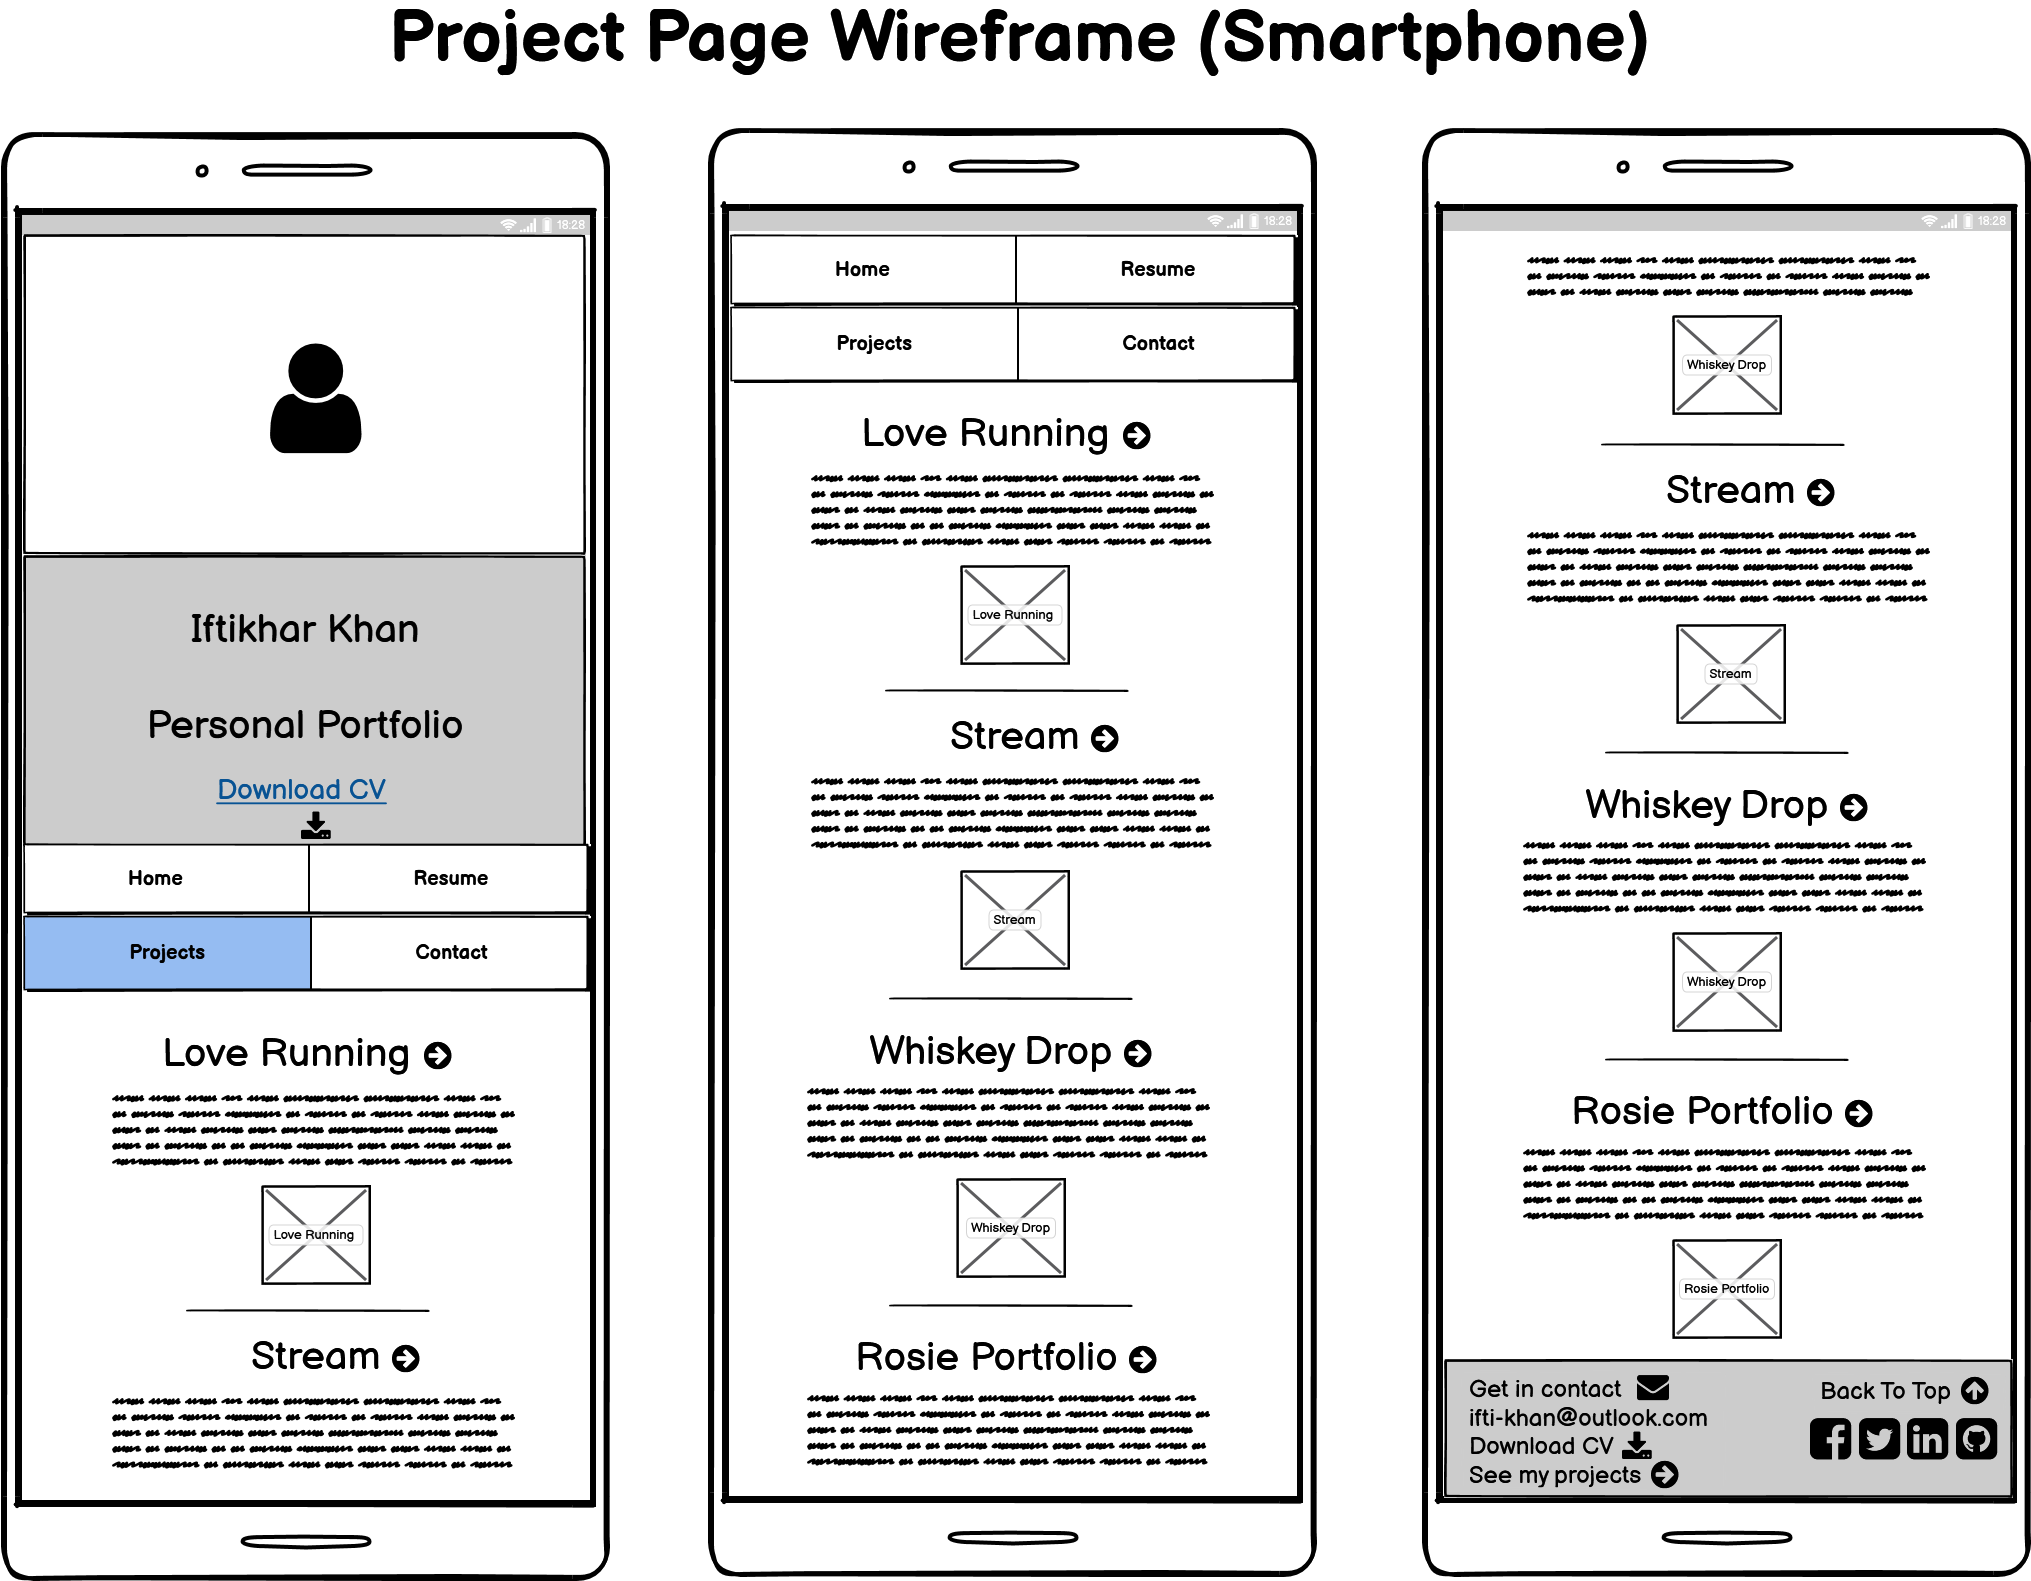 Project Page Wireframe (Smartphone)
18:28
Iftikhar Khan
Personal Portfolio
Download CV
Home Resume
Projects Contact
Love Running
Love Running
Stream
18:28
Home Resume
Projects Contact
Love Running
Love Running
Stream
Stream
Whiskey Drop
Whiskey Drop
Rosie Portfolio
18:28
Whiskey Drop
Stream
Stream
Whiskey Drop
Whiskey Drop
Rosie Portfolio
Rosie Portfolio
Get in contact
ifti-khan@outlook.com
Download CV
See my projects
Back To Top